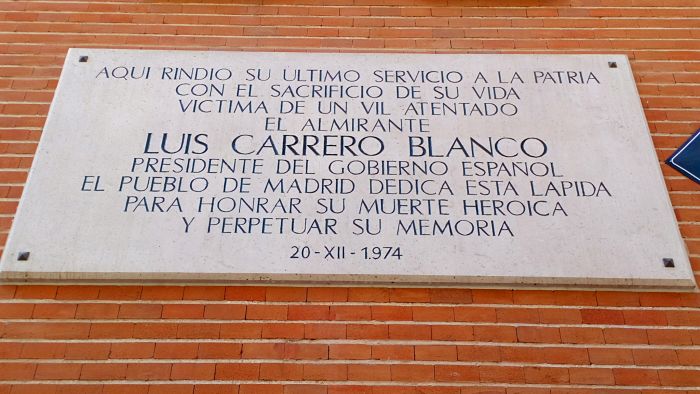 AQUI RINDIO SU ULTIMO SERVICIO A LA PATRIA
CON EL SACRIFICIO DE SU VIDA
VICTIMA DE UN VIL ATENTADO
EL ALMIRANTE
LUIS CARRERO BLANCO
PRESIDENTE DEL GOBIERNO ESPAÑOL
EL PUEBLO DE MADRID DEDICA ESTA LAPIDA
PARA HONRAR SU MUERTE HEROICA
Y PERPETUAR SU MEMORIA
20-XII-1.974